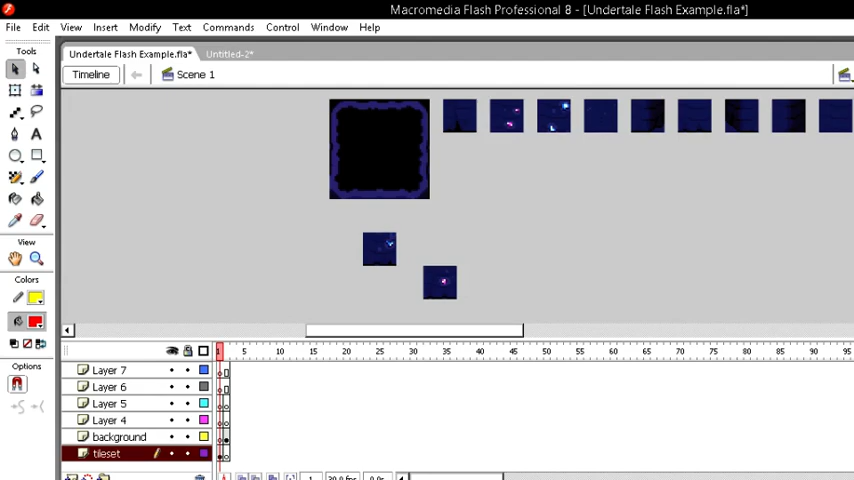 Macromedia Flash Professional 8 - [Undertale Flash Example.fla*]
File Edit View Insert Modify Text Commands Control Window Help
Tools
Undertale Flash Example.fla* Untitled-2*
Timeline Scene 1
A
View
Colors
Options
1 5 10 15 20 25 30 35 40 45 50 55 60 65 70 75 80 85 90 95
Layer 7
Layer 6
Layer 5
Layer 4
background
tileset
1 30.0 fps 0.0s